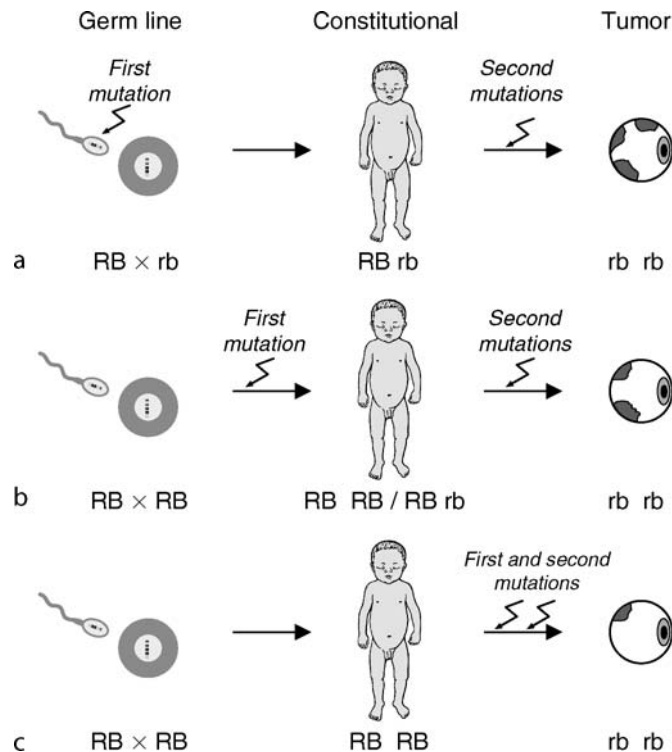 Germ line Constitutional Tumor
First
mutation
Second
mutations
a RB × rb RB rb rb rb
First
mutation
Second
mutations
b RB × RB RB RB / RB rb rb rb
First and second
mutations
c RB × RB RB RB rb rb